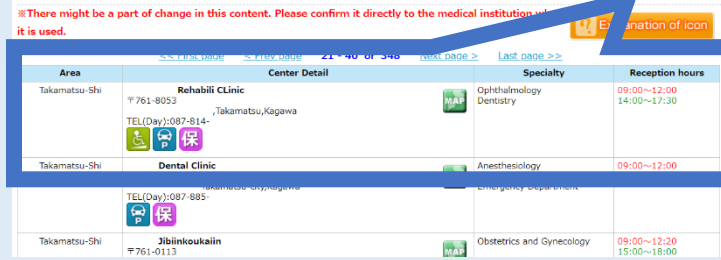 ※There might be a part of change in this content. Please confirm it directly to the medical institution
it is used.
Explanation of icon
<< First page < Prev page 21 - 40 of 348 Next page > Last page >>
Area Center Detail Specialty Reception hours
Takamatsu-Shi Rehabili CLinic Ophthalmology 09:00～12:00
〒761-8053 MAP Dentistry 14:00～17:30
,Takamatsu,Kagawa
TEL(Day):087-814-
P 保
Takamatsu-Shi Dental Clinic Anesthesiology 09:00～12:00
Takamatsu-city,Kagawa Emergency Department
TEL(Day):087-885-
P 保
Takamatsu-Shi Jibiinkoukaiin Obstetrics and Gynecology 09:00～12:20
〒761-0113 MAP 15:00～18:00